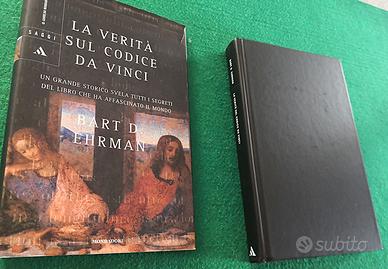 SAGGI
LA VERITÀ
SUL CODICE
DA VINCI
UN GRANDE STORICO SVELA TUTTI I SEGRETI
DEL LIBRO CHE HA AFFASCINATO IL MONDO
BART D.
EHRMAN
MONDADORI
subito